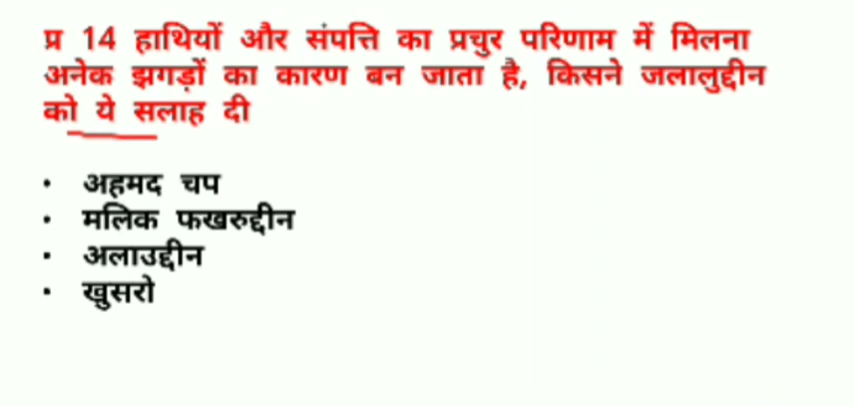 प्र 14 हाथियों और संपत्ति का प्रचुर परिणाम में मिलना
अनेक झगड़ों का कारण बन जाता है, किसने जलालुद्दीन
को ये सलाह दी
• अहमद चप
• मलिक फखरुद्दीन
• अलाउद्दीन
• खुसरो